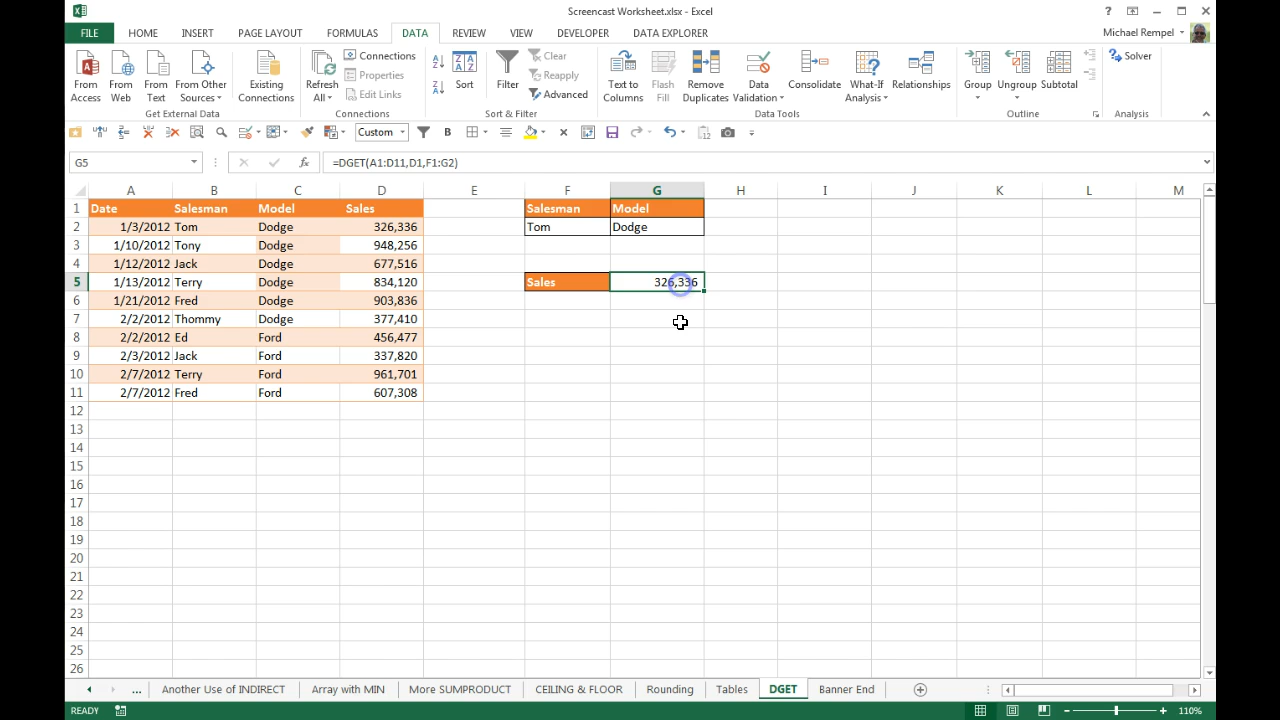 Screencast Worksheet.xlsx - Excel
FILE HOME INSERT PAGE LAYOUT FORMULAS DATA REVIEW VIEW DEVELOPER DATA EXPLORER Michael Rempel
From Access From Web From Text From Other Sources Existing Connections Refresh All Connections Properties Edit Links Sort Filter Clear Reapply Advanced Text to Columns Flash Fill Remove Duplicates Data Validation Consolidate What-If Analysis Relationships Group Ungroup Subtotal Solver
Get External Data Connections Sort & Filter Data Tools Outline Analysis
Custom B
G5 fx =DGET(A1:D11,D1,F1:G2)
A B C D E F G H I J K L M
1 Date Salesman Model Sales Salesman Model
2 1/3/2012 Tom Dodge 326,336 Tom Dodge
3 1/10/2012 Tony Dodge 948,256
4 1/12/2012 Jack Dodge 677,516
5 1/13/2012 Terry Dodge 834,120 Sales 326,336
6 1/21/2012 Fred Dodge 903,836
7 2/2/2012 Thommy Dodge 377,410
8 2/2/2012 Ed Ford 456,477
9 2/3/2012 Jack Ford 337,820
10 2/7/2012 Terry Ford 961,701
11 2/7/2012 Fred Ford 607,308
12
13
14
15
16
17
18
19
20
21
22
23
24
25
26
... Another Use of INDIRECT Array with MIN More SUMPRODUCT CEILING & FLOOR Rounding Tables DGET Banner End
READY 110%